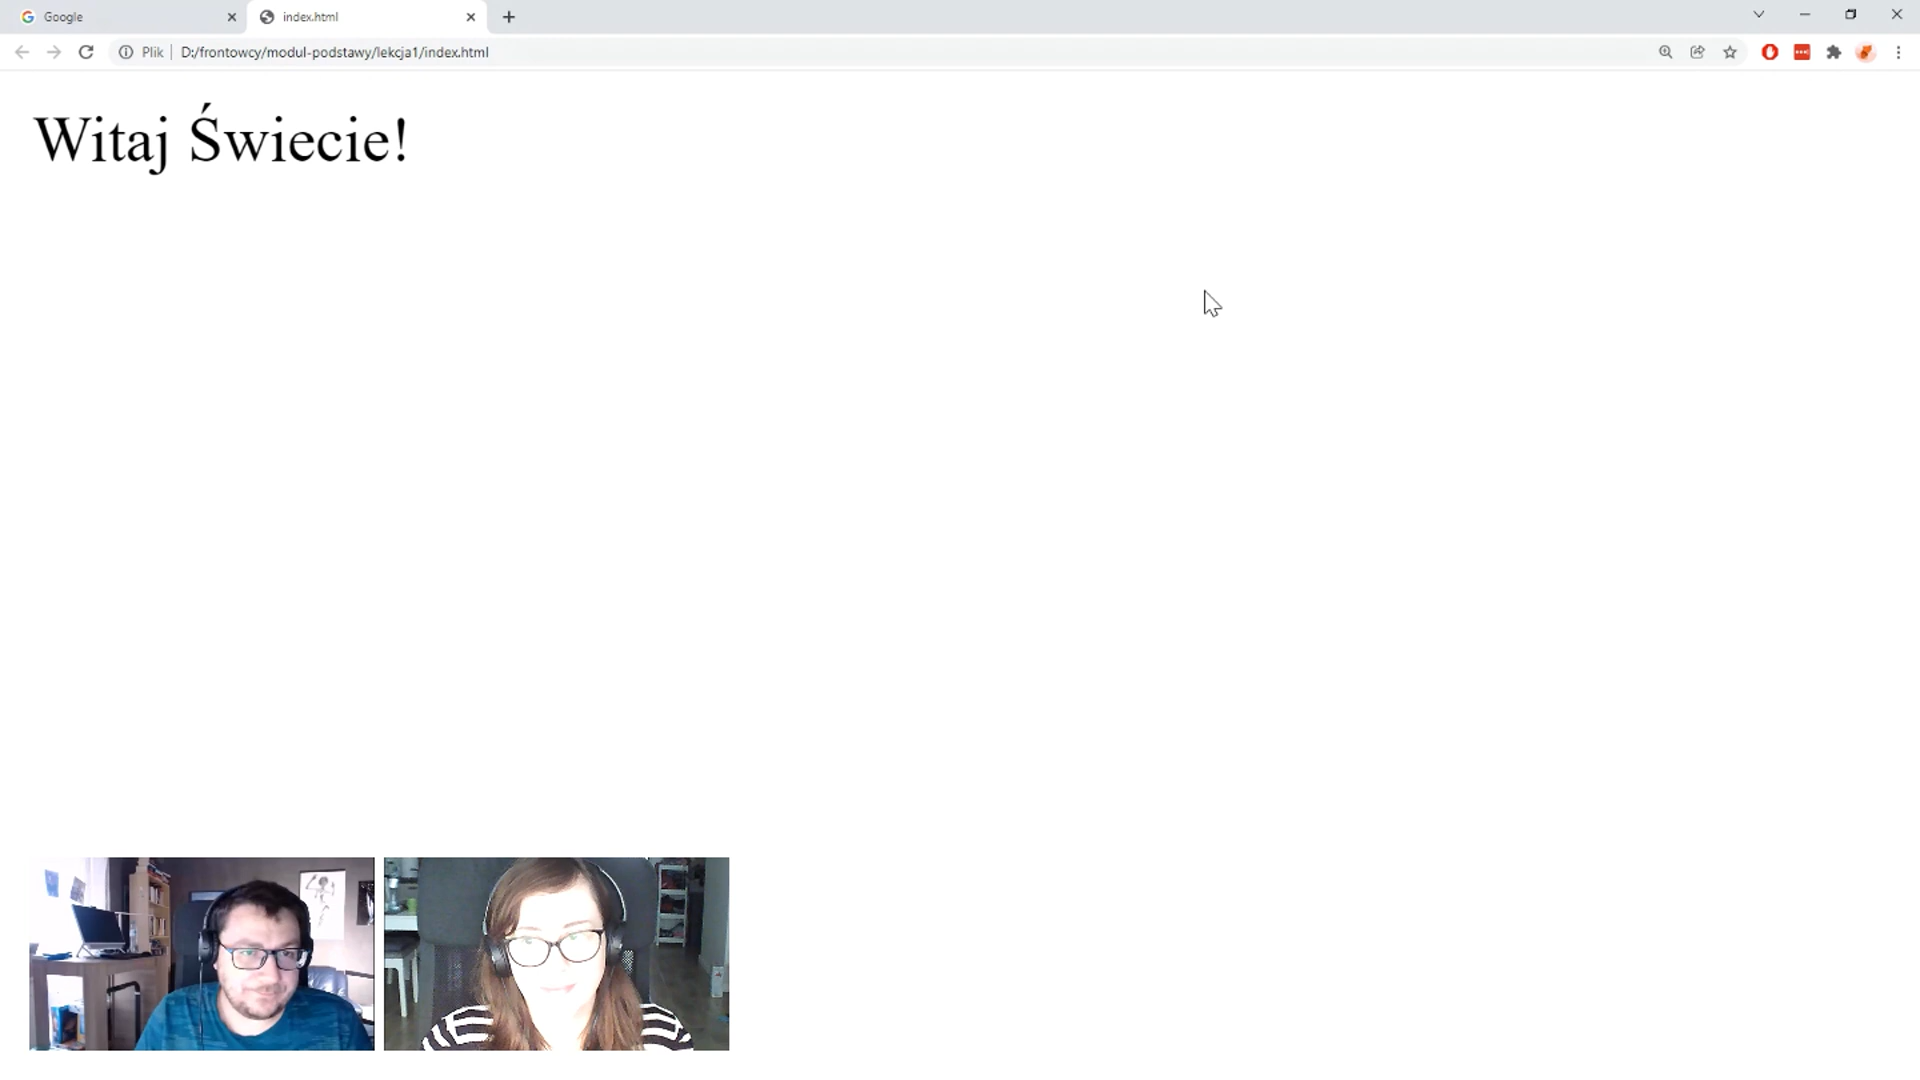 Google
index.html
Plik
D:/frontowcy/modul-podstawy/lekcja1/index.html
Witaj Świecie!